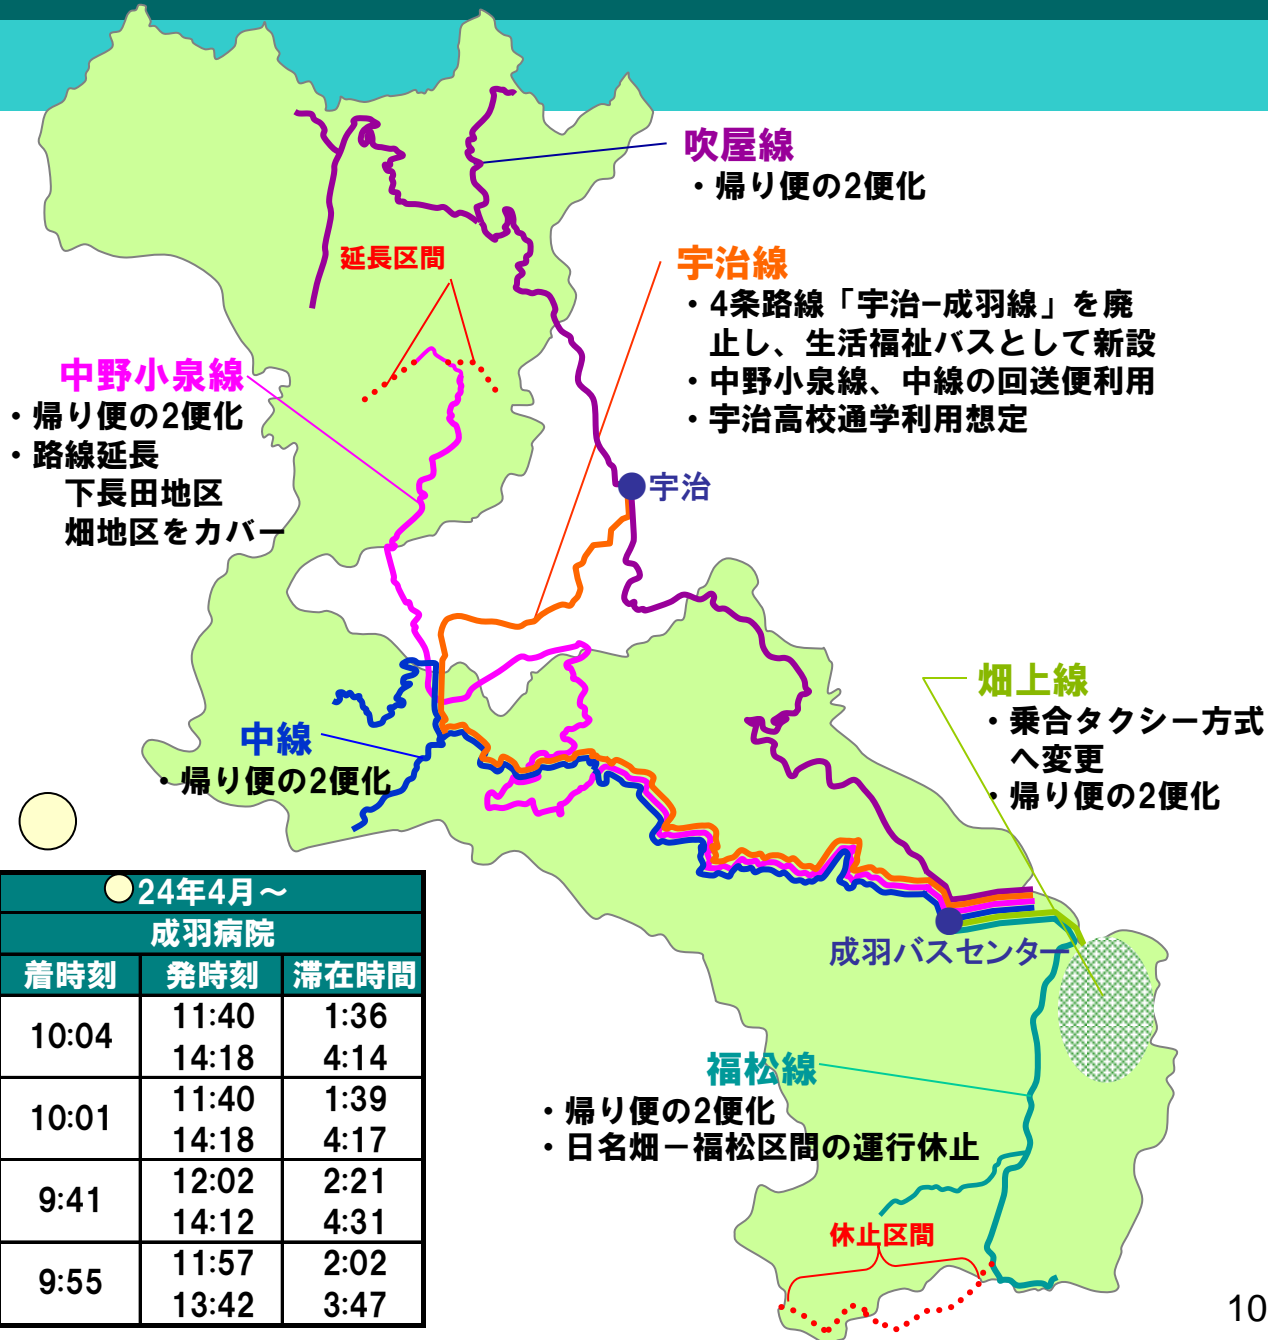 吹屋線
・帰り便の2便化
延長区間
宇治線
・4条路線「宇治−成羽線」を廃
止し、生活福祉バスとして新設
・中野小泉線、中線の回送便利用
・宇治高校通学利用想定
中野小泉線
・帰り便の2便化
・路線延長
下長田地区
畑地区をカバー
宇治
畑上線
・乗合タクシー方式
へ変更
・帰り便の2便化
中線
・帰り便の2便化
24年4月～
成羽病院
着時刻 発時刻 滞在時間
10:04 11:40 1:36
14:18 4:14
10:01 11:40 1:39
14:18 4:17
9:41 12:02 2:21
14:12 4:31
9:55 11:57 2:02
13:42 3:47
成羽バスセンター
福松線
・帰り便の2便化
・日名畑－福松区間の運行休止
休止区間
10